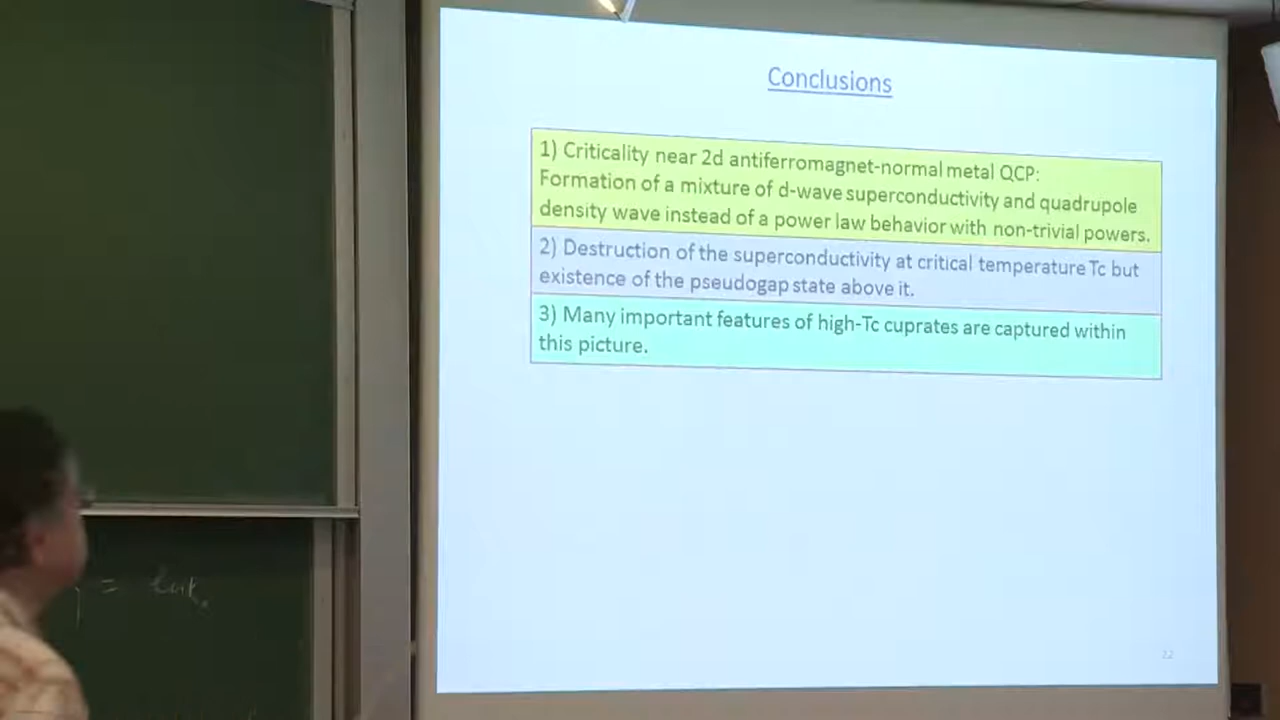 Conclusions
1) Criticality near 2d antiferromagnet-normal metal QCP:
Formation of a mixture of d-wave superconductivity and quadrupole
density wave instead of a power law behavior with non-trivial powers.
2) Destruction of the superconductivity at critical temperature Tc but
existence of the pseudogap state above it.
3) Many important features of high-Tc cuprates are captured within
this picture.
22
=